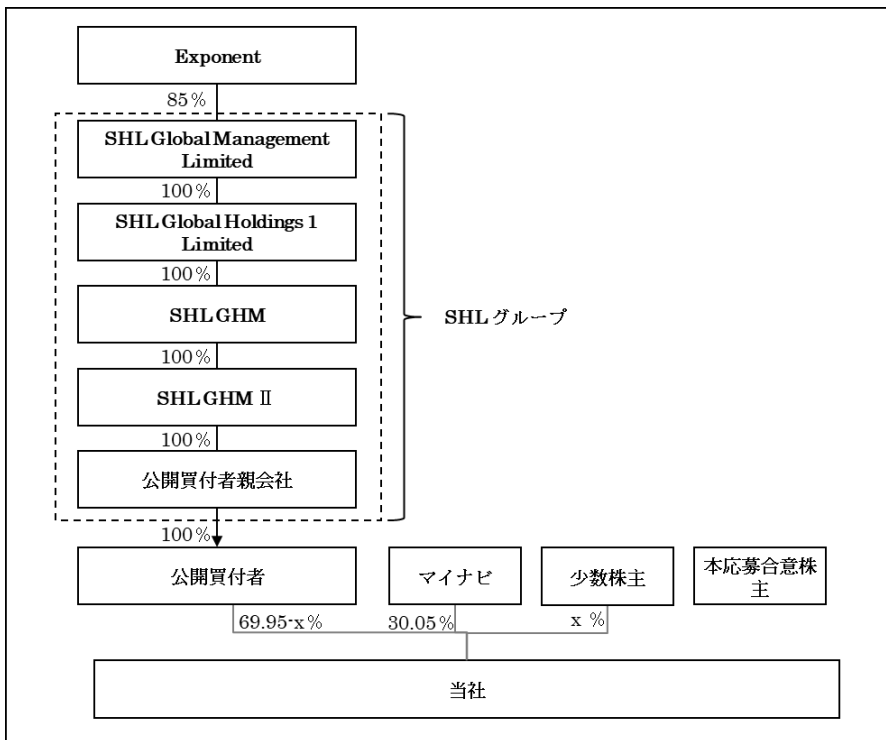 Exponent
85%
SHL Global Management
Limited
100%
SHL Global Holdings 1
Limited
100%
SHL GHM
100%
SHL GHM Ⅱ
100%
公開買付者親会社
SHL グループ
100%
公開買付者
マイナビ
少数株主
本応募合意株
主
69.95-x%
30.05%
x %
当社